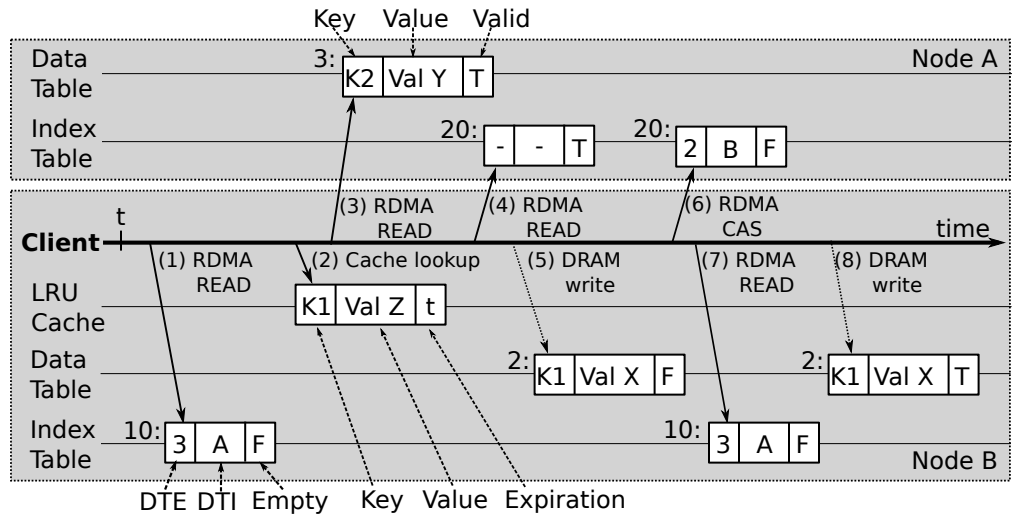 Key Value Valid
Data
Table
3:
K2 Val Y T
Node A
Index
Table
20:
- - T
20:
2 B F
t
Client
time
(3) RDMA
READ
(4) RDMA
READ
(6) RDMA
CAS
(1) RDMA
READ
(2) Cache lookup
(5) DRAM
write
(7) RDMA
READ
(8) DRAM
write
LRU
Cache
K1 Val Z t
Data
Table
2:
K1 Val X F
2:
K1 Val X T
Index
Table
10:
3 A F
10:
3 A F
Node B
DTE DTI Empty Key Value Expiration